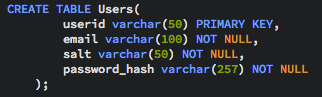 CREATE TABLE Users(
userid varchar(50) PRIMARY KEY,
email varchar(100) NOT NULL,
salt varchar(50) NOT NULL,
password_hash varchar(257) NOT NULL
);